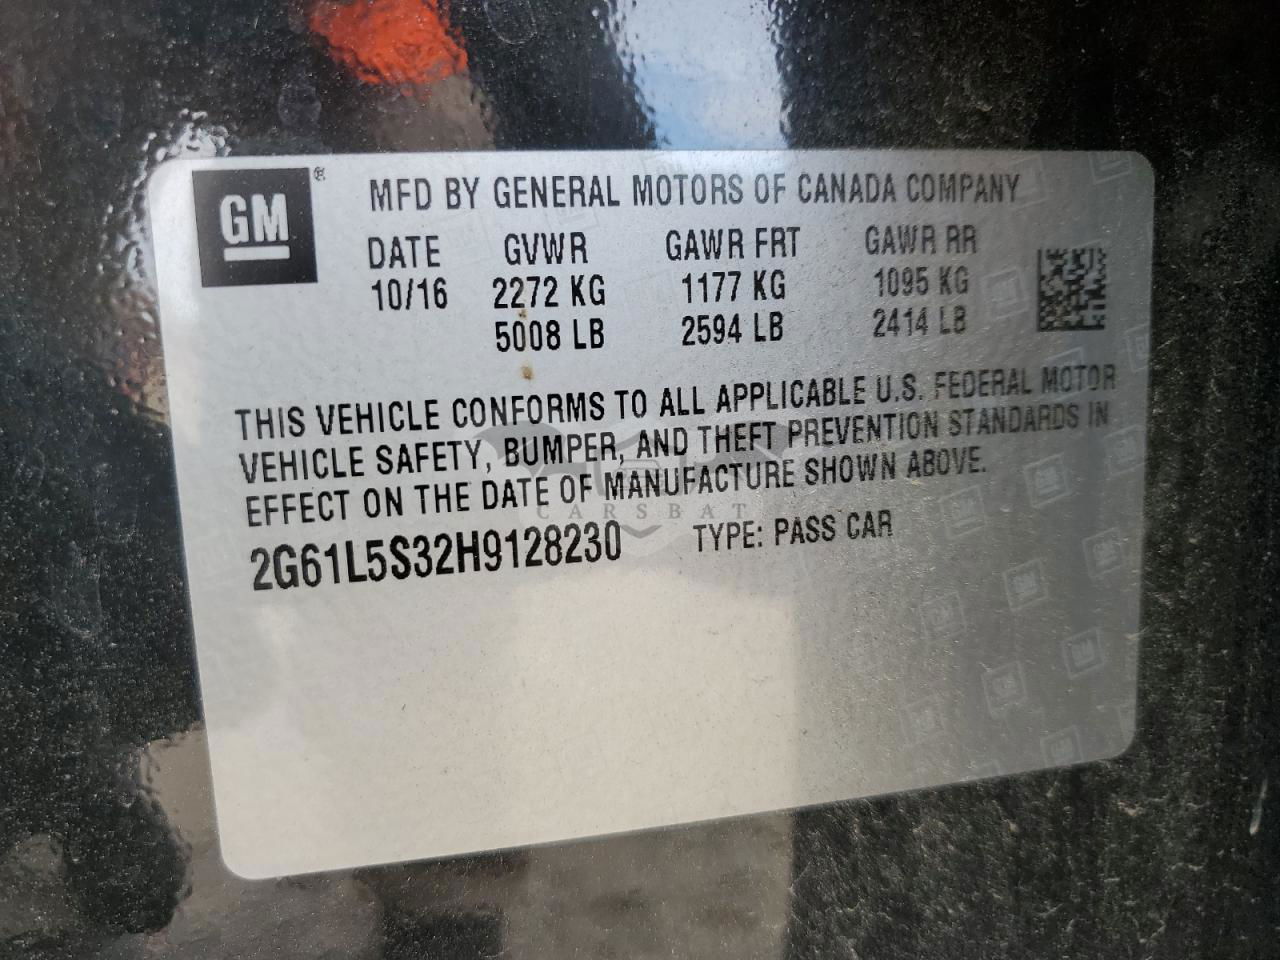 GM®
MFD BY GENERAL MOTORS OF CANADA COMPANY
DATE GVWR GAWR FRT GAWR RR
10/16 2272 KG 1177 KG 1095 KG
5008 LB 2594 LB 2414 LB
THIS VEHICLE CONFORMS TO ALL APPLICABLE U.S. FEDERAL MOTOR
VEHICLE SAFETY, BUMPER, AND THEFT PREVENTION STANDARDS IN
EFFECT ON THE DATE OF MANUFACTURE SHOWN ABOVE.
CARSBAT
2G61L5S32H9128230 TYPE: PASS CAR